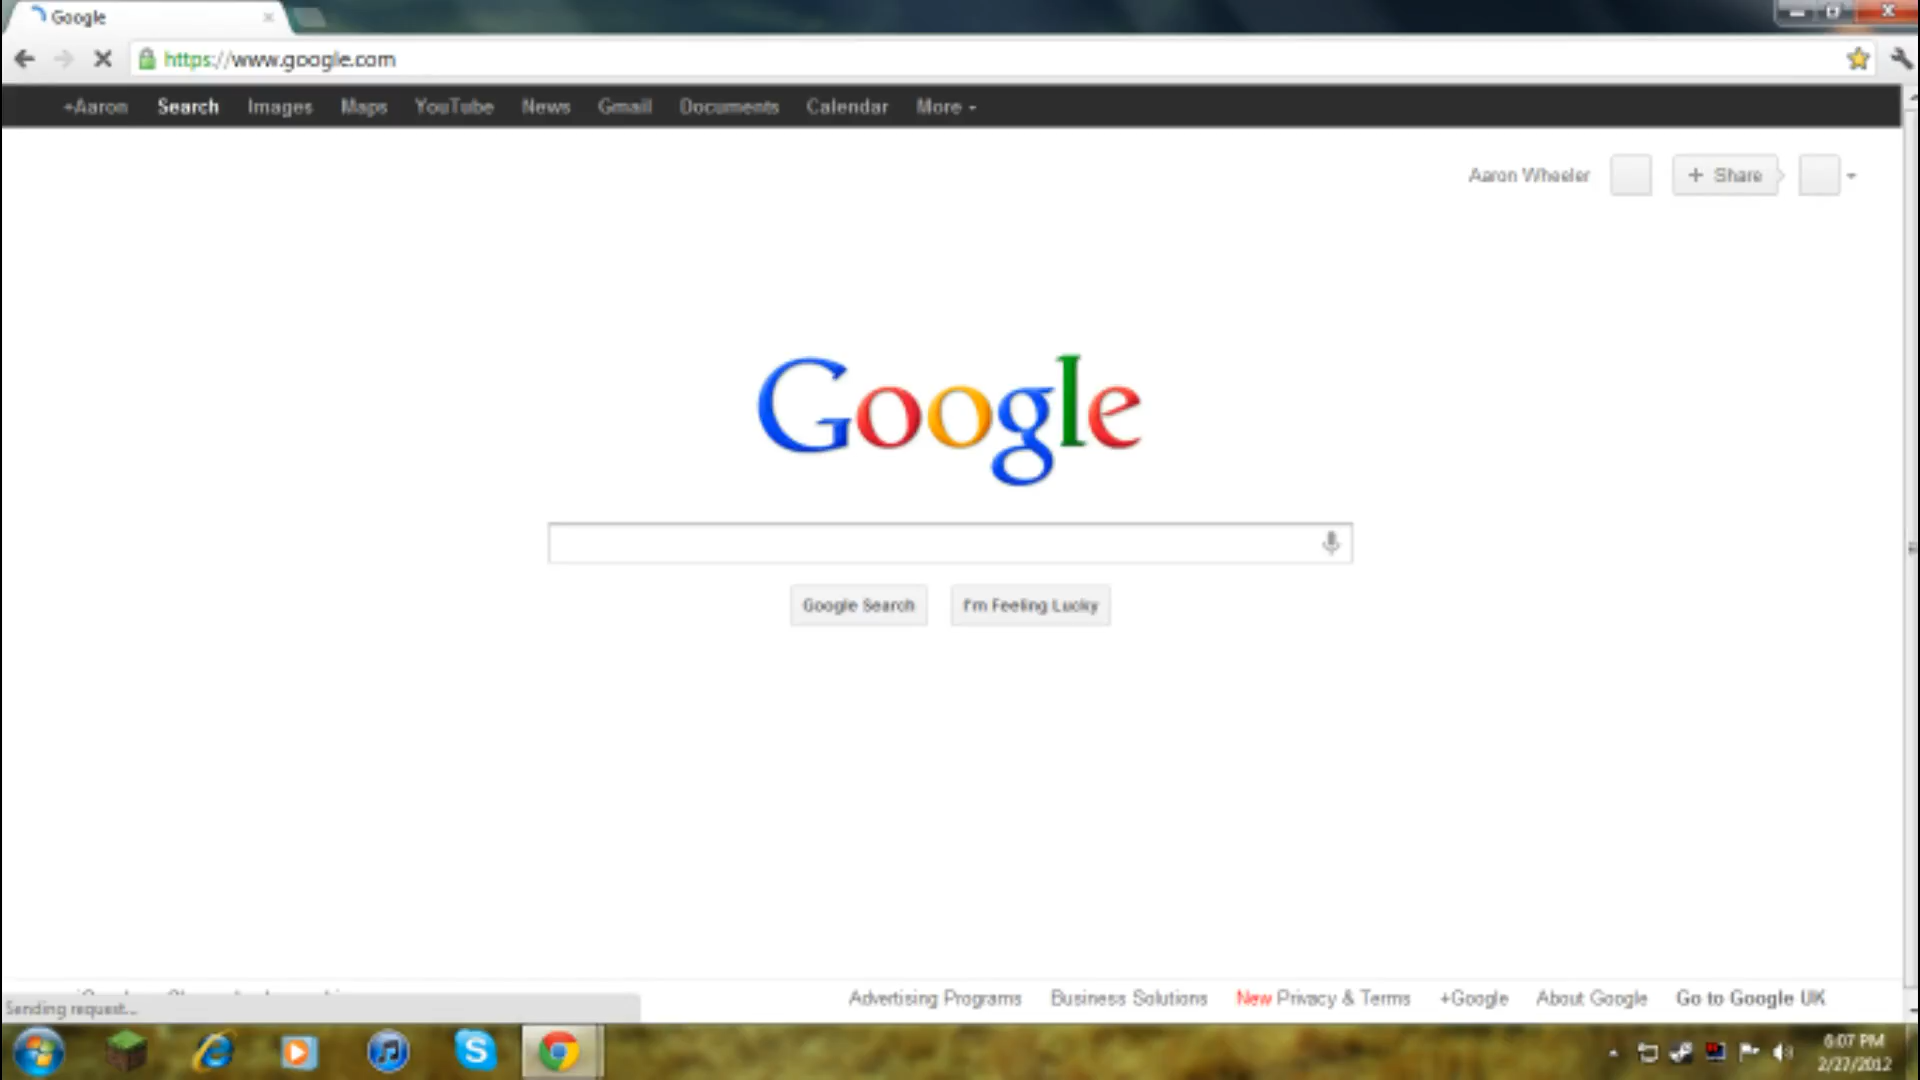 Google
https://www.google.com
+Aaron Search Images Maps YouTube News Gmail Documents Calendar More
Aaron Wheeler + Share
Google
Google Search I'm Feeling Lucky
Advertising Programs Business Solutions New Privacy & Terms +Google About Google Go to Google UK
Sending request...
6:07 PM
2/27/2012